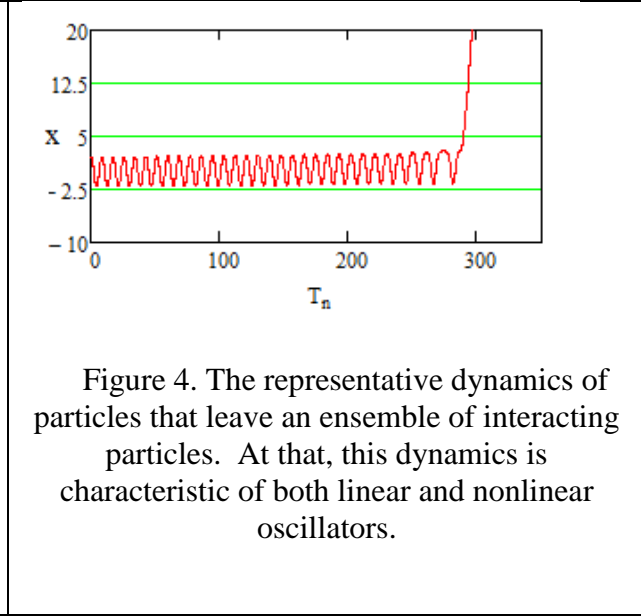 20
12.5
X 5
- 2.5
- 10
0 100 200 300
Tn
Figure 4. The representative dynamics of
particles that leave an ensemble of interacting
particles. At that, this dynamics is
characteristic of both linear and nonlinear
oscillators.